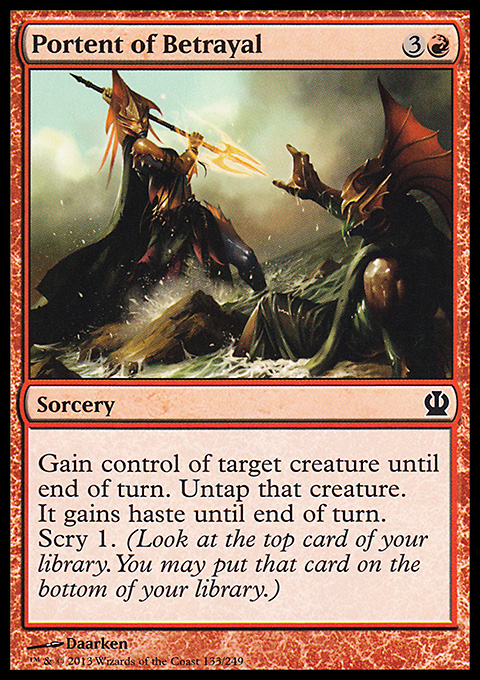 Portent of Betrayal 3
Sorcery
Gain control of target creature until
end of turn. Untap that creature.
It gains haste until end of turn.
Scry 1. (Look at the top card of your
library. You may put that card on the
bottom of your library.)
Daarken
™ & © 2013 Wizards of the Coast 133/249